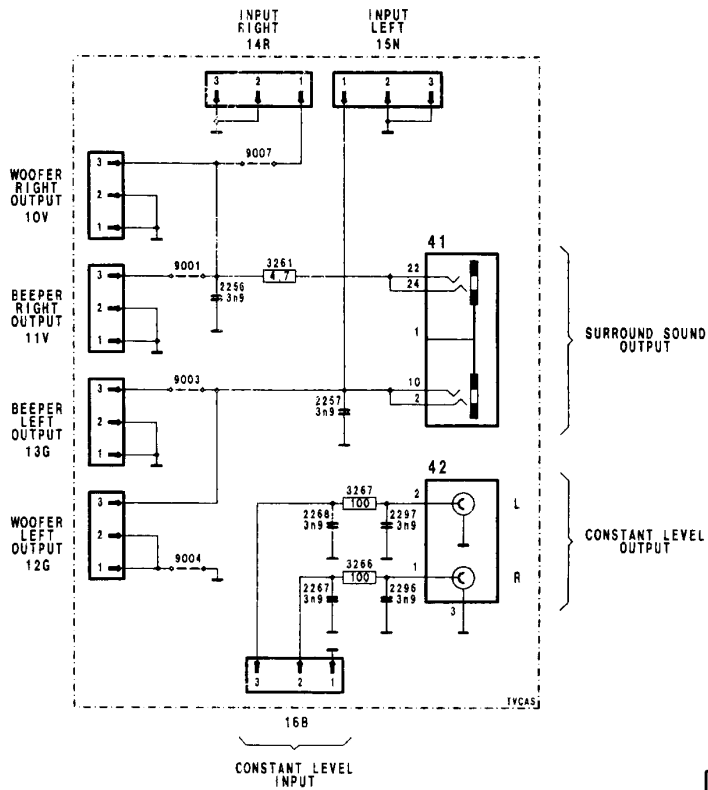 INPUT RIGHT 14R
INPUT LEFT 15N
3 2 1
1 2 3
9007
WOOFER RIGHT OUTPUT 10V
3
2
1
41
9001
3261
4,7
22
24
2256
3n9
BEEPER RIGHT OUTPUT 11V
3
2
1
1
SURROUND SOUND OUTPUT
9003
10
2
2257
3n9
BEEPER LEFT OUTPUT 13G
3
2
1
42
3267
100
2
L
2268
3n9
2297
3n9
WOOFER LEFT OUTPUT 12G
3
2
1
CONSTANT LEVEL OUTPUT
9004
3266
100
1
R
2267
3n9
2296
3n9
3
3 2 1
TVCAS
16B
CONSTANT LEVEL INPUT